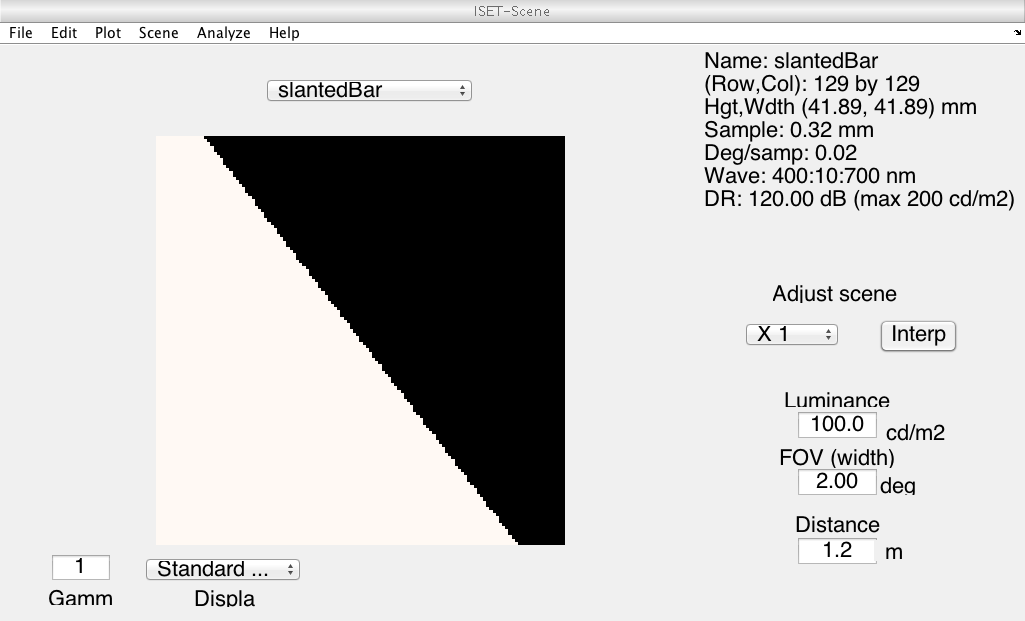 ISET-Scene
File Edit Plot Scene Analyze Help
slantedBar
Name: slantedBar
(Row,Col): 129 by 129
Hgt,Wdth (41.89, 41.89) mm
Sample: 0.32 mm
Deg/samp: 0.02
Wave: 400:10:700 nm
DR: 120.00 dB (max 200 cd/m2)
Adjust scene
X 1 Interp
Luminance
100.0 cd/m2
FOV (width)
2.00 deg
Distance
1.2 m
1 Standard ...
Gamm Displa